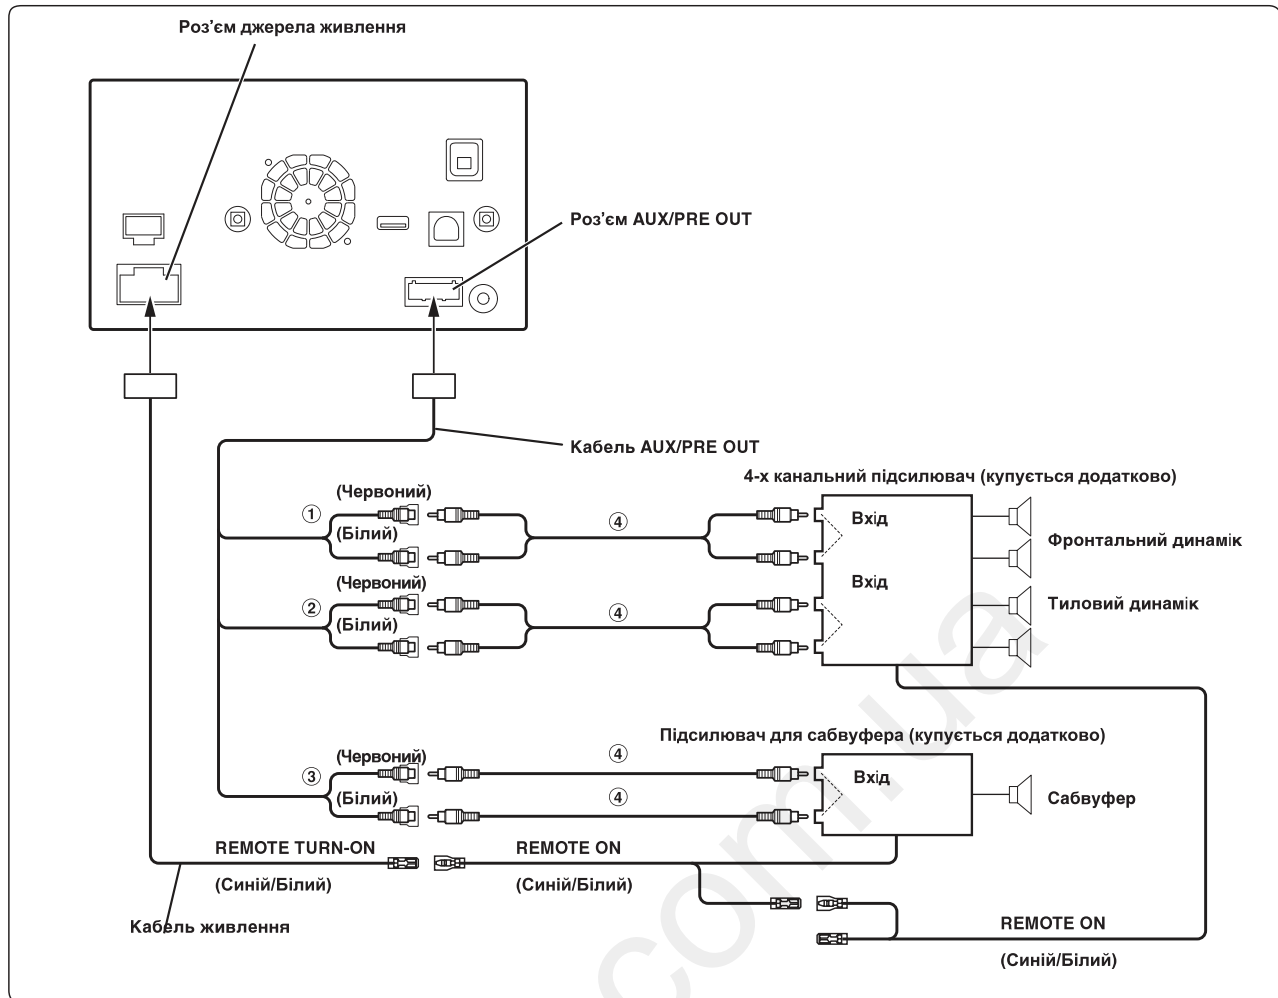 Роз’єм джерела живлення
Роз’єм AUX/PRE OUT
Кабель AUX/PRE OUT
4-х канальний підсилювач (купується додатково)
(Червоний)
①
④
(Білий)
Вхід
Фронтальний динамік
(Червоний)
②
④
(Білий)
Вхід
Тиловий динамік
Підсилювач для сабвуфера (купується додатково)
(Червоний)
③
④
(Білий)
④
Вхід
Сабвуфер
REMOTE TURN-ON
(Синій/Білий)
REMOTE ON
(Синій/Білий)
Кабель живлення
REMOTE ON
(Синій/Білий)
com.ua